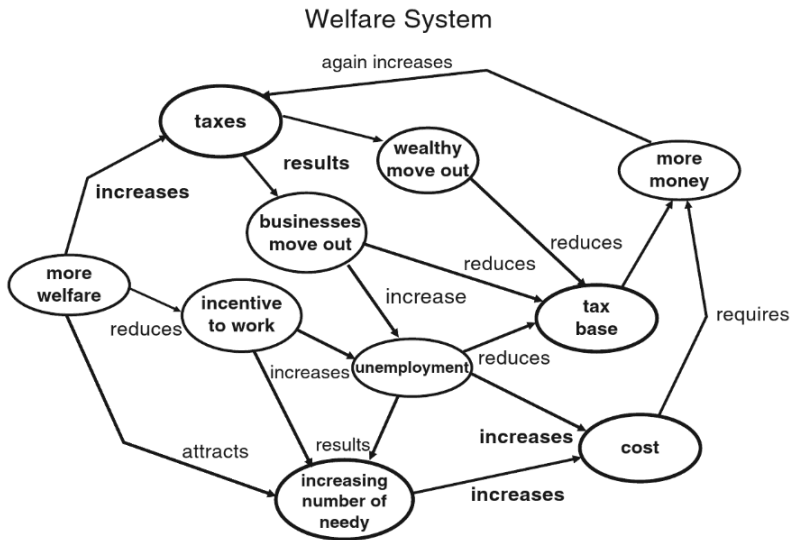 Welfare System
again increases
taxes
wealthy
move out
more
money
results
increases
businesses
move out
reduces
reduces
more
welfare
increase
incentive
to work
tax
base
requires
reduces
unemployment
reduces
increases
results
attracts
increases
cost
increasing
number of
needy
increases